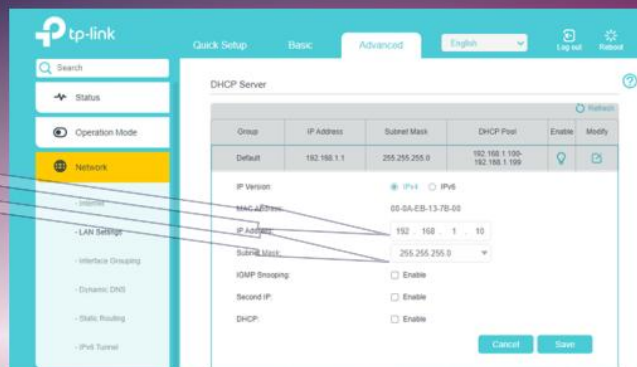 tp-link
Quick Setup Basic Advanced English Log out Reboot
Search
Status
Operation Mode
Network
- Internet
- LAN Settings
- Interface Grouping
- Dynamic DNS
- Static Routing
- IPv6 Tunnel
DHCP Server
Refresh
Group IP Address Subnet Mask DHCP Pool Enable Modify
Default 192.168.1.1 255.255.255.0 192.168.1.100-
192.168.1.199
IP Version: IPv4 IPv6
MAC Address: 00-0A-EB-13-7B-00
IP Address: 192 . 168 . 1 . 10
Subnet Mask: 255.255.255.0
IGMP Snooping: Enable
Second IP: Enable
DHCP: Enable
Cancel Save